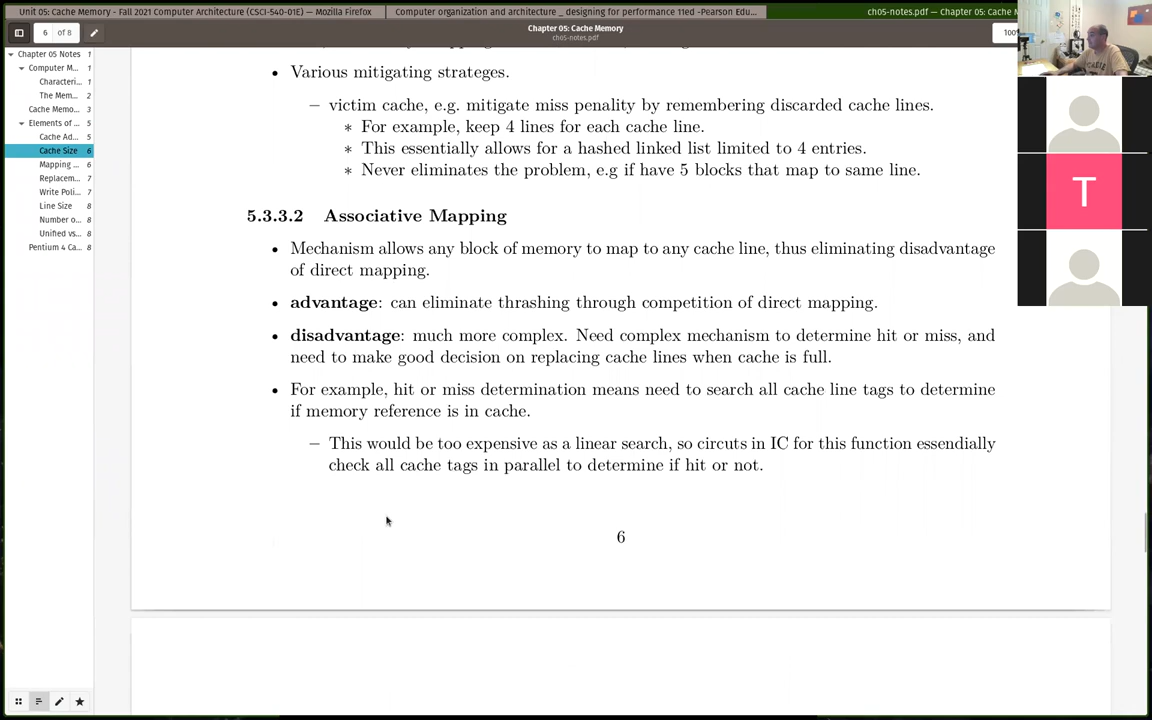 Unit 05: Cache Memory - Fall 2021 Computer Architecture (CSCI-540-01E) — Mozilla Firefox
Computer organization and architecture _ designing for performance 11ed -Pearson Edu...
ch05-notes.pdf — Chapter 05: Cache M
6 of 8
Chapter 05: Cache Memory
ch05-notes.pdf
100
Chapter 05 Notes 1
Computer M... 1
Characteri... 1
The Mem... 2
Cache Memo... 3
Elements of ... 5
Cache Ad... 5
Cache Size 6
Mapping ... 6
Replacem... 7
Write Poli... 7
Line Size 8
Number o... 8
Unified vs... 8
Pentium 4 Ca... 8
• Various mitigating strateges.
– victim cache, e.g. mitigate miss penality by remembering discarded cache lines.
∗ For example, keep 4 lines for each cache line.
∗ This essentially allows for a hashed linked list limited to 4 entries.
∗ Never eliminates the problem, e.g if have 5 blocks that map to same line.
5.3.3.2 Associative Mapping
• Mechanism allows any block of memory to map to any cache line, thus eliminating disadvantage
of direct mapping.
• advantage: can eliminate thrashing through competition of direct mapping.
• disadvantage: much more complex. Need complex mechanism to determine hit or miss, and
need to make good decision on replacing cache lines when cache is full.
• For example, hit or miss determination means need to search all cache line tags to determine
if memory reference is in cache.
– This would be too expensive as a linear search, so circuts in IC for this function essendially
check all cache tags in parallel to determine if hit or not.
6
T